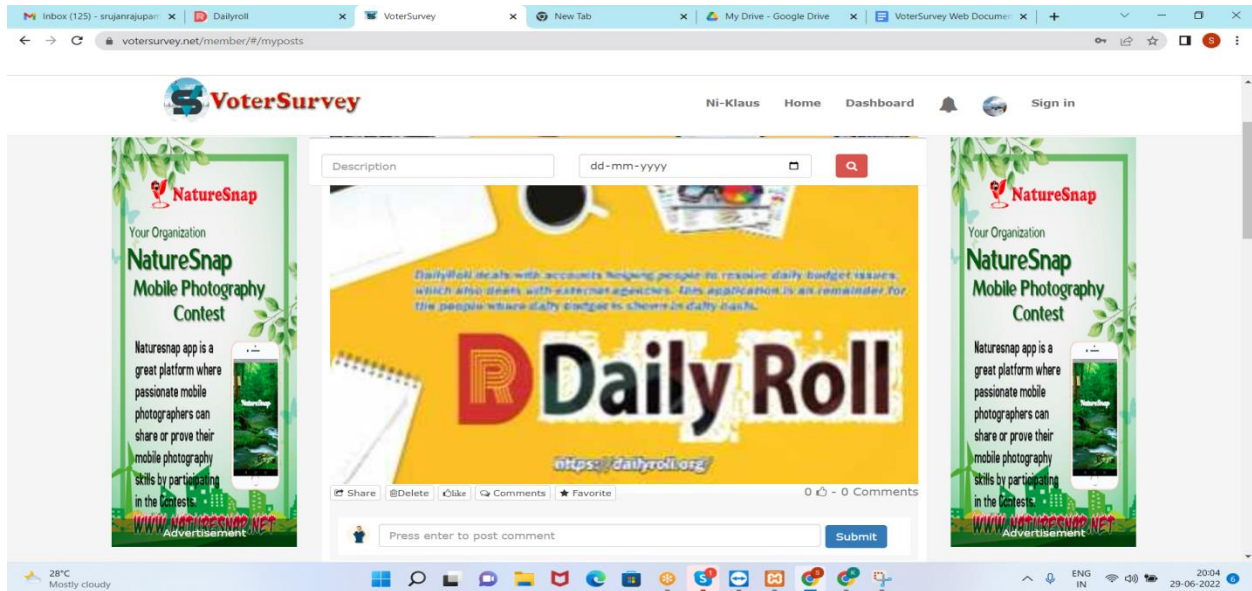 Inbox (125) - srujanrajupam
Dailyroll
VoterSurvey
New Tab
My Drive - Google Drive
VoterSurvey Web Documen
votersurvey.net/member/#/myposts
S
VoterSurvey
Ni-Klaus
Home
Dashboard
Sign in
NatureSnap
Your Organization
NatureSnap
Mobile Photography
Contest
Naturesnap app is a
great platform where
passionate mobile
photographers can
share or prove their
mobile photography
skills by participating
in the Contests.
WWW.NATURESNAP.NET
Advertisement
NatureSnap
Description
dd-mm-yyyy
DailyRoll deals with accounts helping people to resolve daily budget issues,
which also deals with external agencies. This application is an remainder for
the people where daily budget is shown in daily basis.
Daily Roll
https://dailyroll.org/
Share
Delete
Like
Comments
Favorite
0 - 0 Comments
Press enter to post comment
Submit
NatureSnap
Your Organization
NatureSnap
Mobile Photography
Contest
Naturesnap app is a
great platform where
passionate mobile
photographers can
share or prove their
mobile photography
skills by participating
in the Contests.
WWW.NATURESNAP.NET
Advertisement
NatureSnap
28°C
Mostly cloudy
ENG
IN
20:04
29-06-2022
6